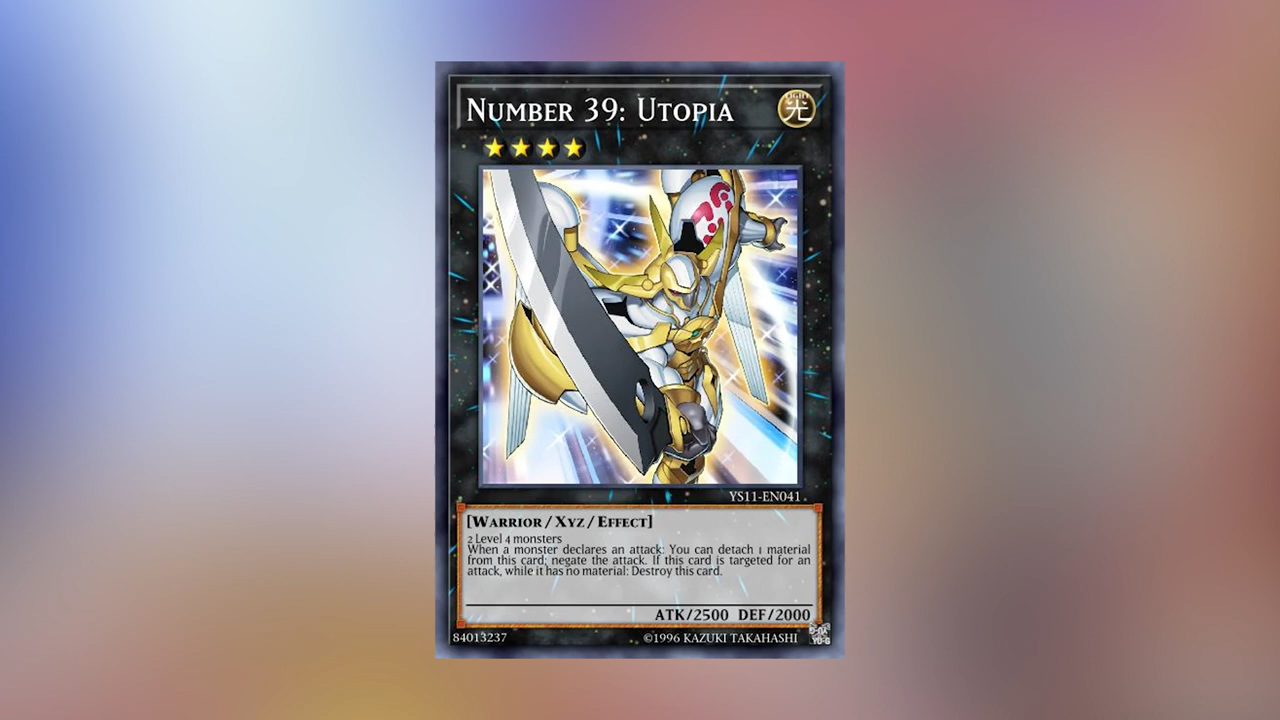 NUMBER 39: UTOPIA
LIGHT
光
YS11-EN041
[WARRIOR / XYZ / EFFECT]
2 Level 4 monsters
When a monster declares an attack: You can detach 1 material
from this card; negate the attack. If this card is targeted for an
attack, while it has no material: Destroy this card.
ATK/2500 DEF/2000
84013237
©1996 KAZUKI TAKAHASHI